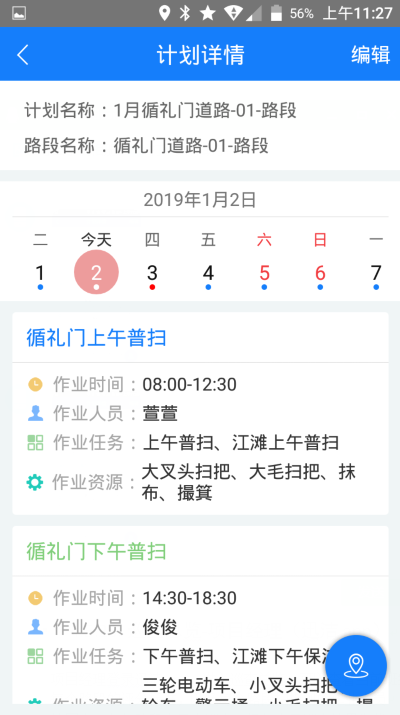 56% 上午11:27
计划详情 编辑
计划名称：1月循礼门道路-01-路段
路段名称：循礼门道路-01-路段
2019年1月2日
二 今天 四 五 六 日 一
1 2 3 4 5 6 7
循礼门上午普扫
作业时间：08:00-12:30
作业人员：萱萱
作业任务：上午普扫、江滩上午普扫
作业资源：大叉头扫把、大毛扫把、抹
布、撮箕
循礼门下午普扫
作业时间：14:30-18:30
作业人员：俊俊
作业任务：下午普扫、江滩下午保
三轮电动车、小叉头扫把
作业资源：